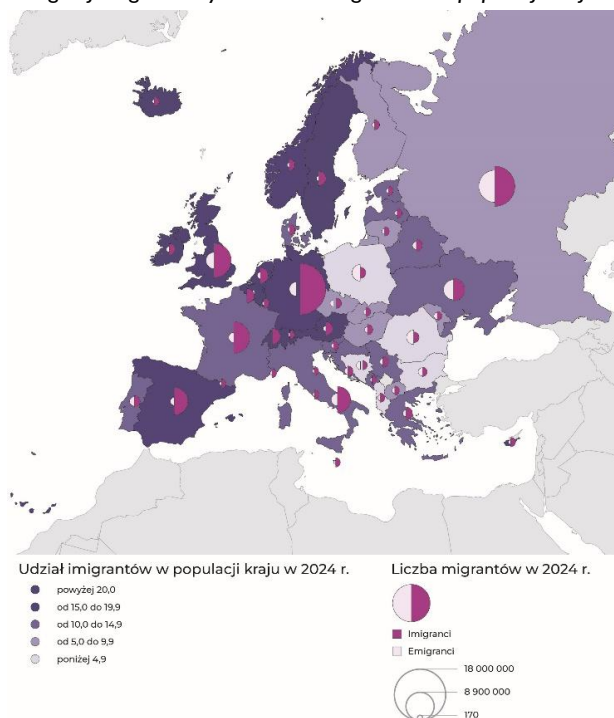 Udział imigrantów w populacji kraju w 2024 r.
powyżej 20,0
od 15,0 do 19,9
od 10,0 do 14,9
od 5,0 do 9,9
poniżej 4,9
Liczba migrantów w 2024 r.
Imigranci
Emigranci
18 000 000
8 900 000
170